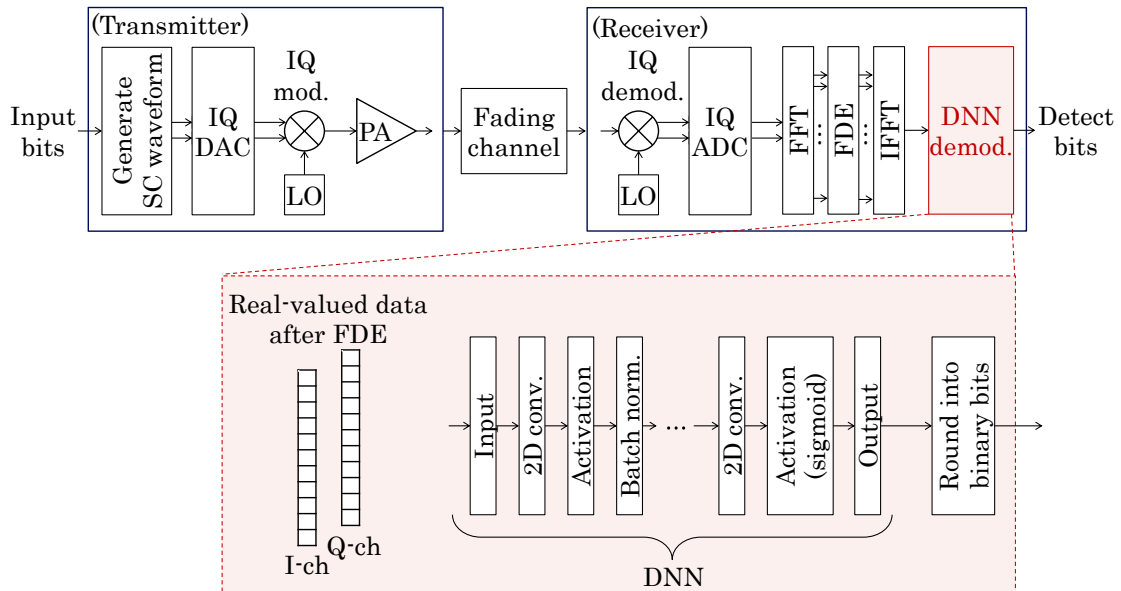 (Transmitter)
Input
bits
Generate
SC waveform
IQ
DAC
IQ
mod.
LO
PA
Fading
channel
(Receiver)
IQ
demod.
LO
IQ
ADC
FFT
...
FDE
...
IFFT
DNN
demod.
Detect
bits
Real-valued data
after FDE
I-ch
Q-ch
Input
2D conv.
Activation
Batch norm.
...
2D conv.
Activation
(sigmoid)
Output
Round into
binary bits
DNN